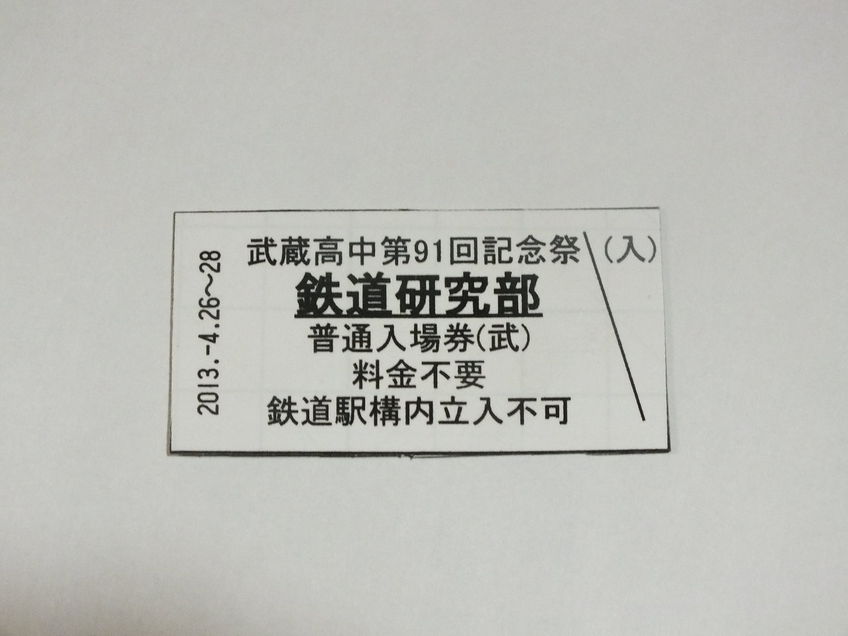 武蔵高中第91回記念祭
(入)
鉄道研究部
普通入場券(武)
料金不要
鉄道駅構内立入不可
2013.-4.26～28